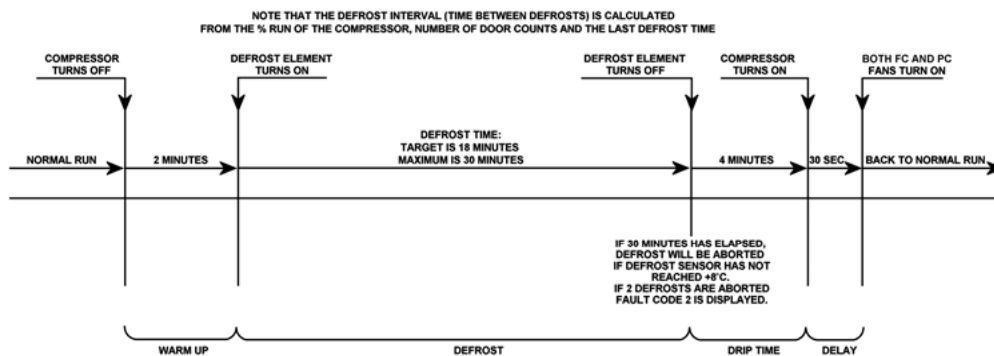 NOTE THAT THE DEFROST INTERVAL (TIME BETWEEN DEFROSTS) IS CALCULATED
FROM THE % RUN OF THE COMPRESSOR, NUMBER OF DOOR COUNTS AND THE LAST DEFROST TIME
COMPRESSOR
TURNS OFF
DEFROST ELEMENT
TURNS ON
DEFROST ELEMENT
TURNS OFF
COMPRESSOR
TURNS ON
BOTH FC AND PC
FANS TURN ON
NORMAL RUN
2 MINUTES
DEFROST TIME:
TARGET IS 18 MINUTES
MAXIMUM IS 30 MINUTES
4 MINUTES
30 SEC
BACK TO NORMAL RUN
IF 30 MINUTES HAS ELAPSED,
DEFROST WILL BE ABORTED
IF DEFROST SENSOR HAS NOT
REACHED +8°C.
IF 2 DEFROSTS ARE ABORTED
FAULT CODE 2 IS DISPLAYED.
WARM UP
DEFROST
DRIP TIME
DELAY